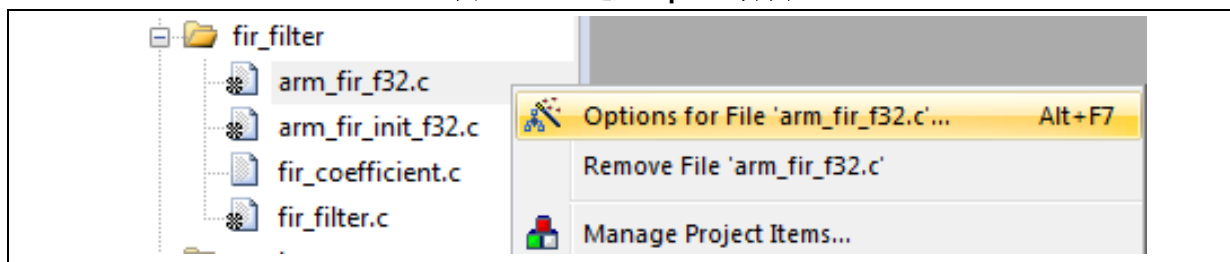 fir_filter
arm_fir_f32.c
Options for File 'arm_fir_f32.c'... Alt+F7
arm_fir_init_f32.c
Remove File 'arm_fir_f32.c'
fir_coefficient.c
fir_filter.c
Manage Project Items...